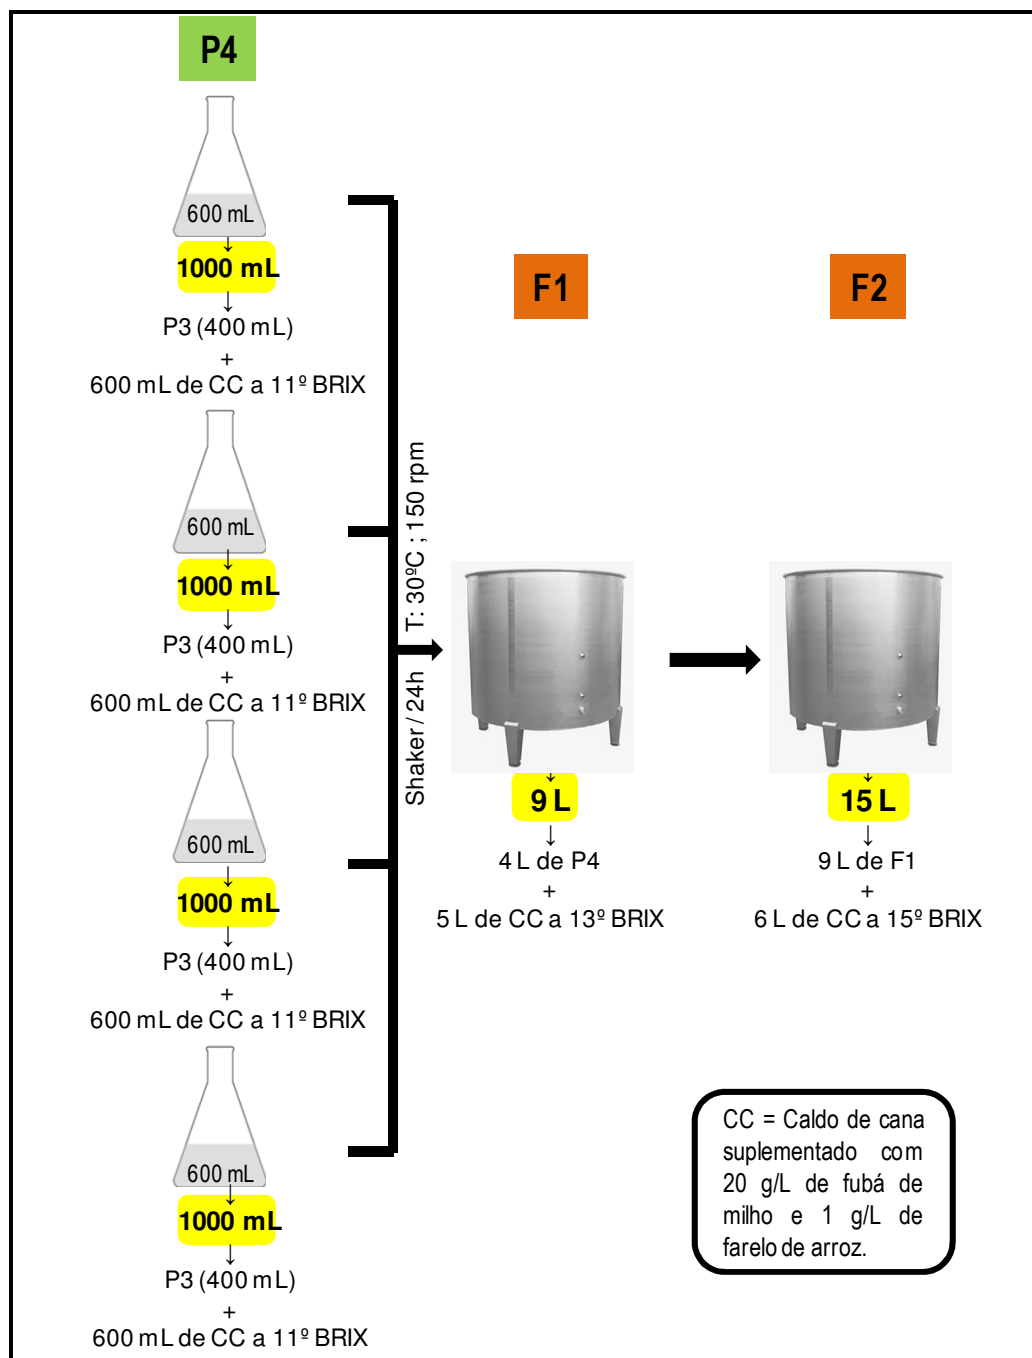 P4
600 mL
↓
1000 mL
↓
P3 (400 mL)
+
600 mL de CC a 11º BRIX
600 mL
↓
1000 mL
↓
P3 (400 mL)
+
600 mL de CC a 11º BRIX
600 mL
↓
1000 mL
↓
P3 (400 mL)
+
600 mL de CC a 11º BRIX
600 mL
↓
1000 mL
↓
P3 (400 mL)
+
600 mL de CC a 11º BRIX
Shaker / 24h T: 30ºC ; 150 rpm
F1
↓
9 L
↓
4 L de P4
+
5 L de CC a 13º BRIX
F2
↓
15 L
↓
9 L de F1
+
6 L de CC a 15º BRIX
CC = Caldo de cana
suplementado com
20 g/L de fubá de
milho e 1 g/L de
farelo de arroz.